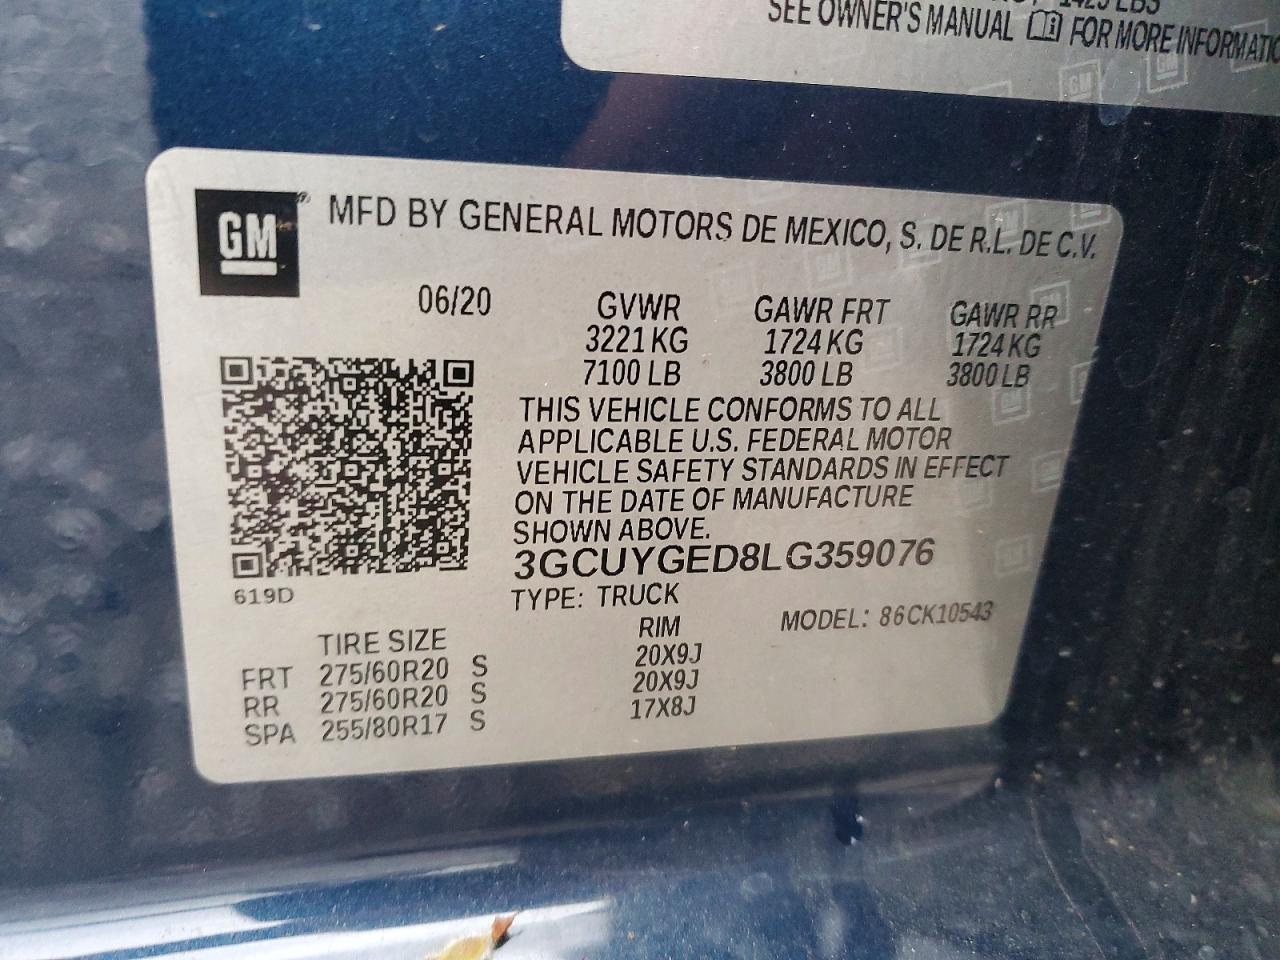 1425 LBS
SEE OWNER'S MANUAL FOR MORE
GM MFD BY GENERAL MOTORS DE MEXICO, S. DE R.L. DE C.V.
06/20 GVWR GAWR FRT GAWR RR
3221 KG 1724 KG 1724 KG
7100 LB 3800 LB 3800 LB
THIS VEHICLE CONFORMS TO ALL
APPLICABLE U.S. FEDERAL MOTOR
VEHICLE SAFETY STANDARDS IN EFFECT
ON THE DATE OF MANUFACTURE
SHOWN ABOVE.
3GCUYGED8LG359076
619D
TYPE: TRUCK MODEL: 86CK10543
TIRE SIZE RIM
FRT 275/60R20 S 20X9J
RR 275/60R20 S 20X9J
SPA 255/80R17 S 17X8J